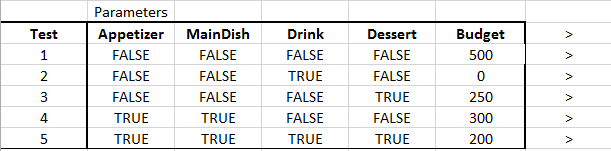 Parameters
Test Appetizer MainDish Drink Dessert Budget >
1 FALSE FALSE FALSE FALSE 500 >
2 FALSE FALSE TRUE FALSE 0 >
3 FALSE FALSE FALSE TRUE 250 >
4 TRUE TRUE FALSE FALSE 300 >
5 TRUE TRUE TRUE TRUE 200 >